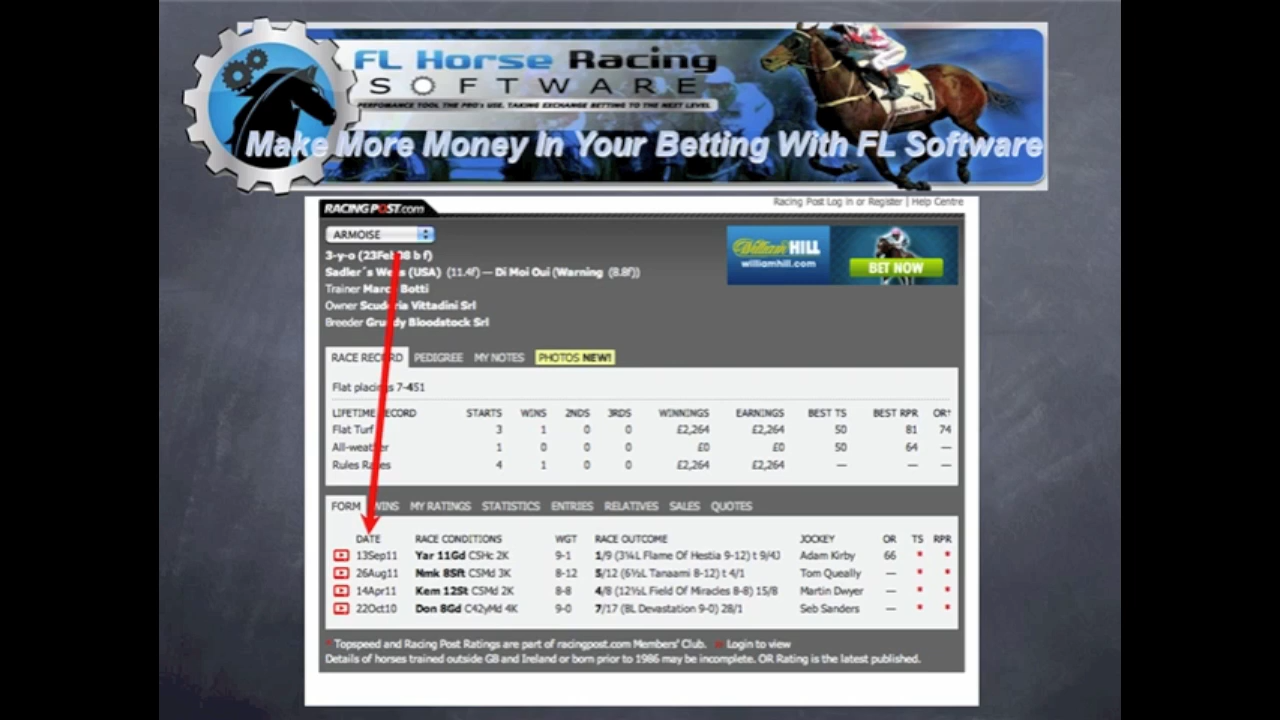 FL Horse Racing
SOFTWARE
PERFOMANCE TOOL THE PRO's USE. TAKING EXCHANGE BETTING TO THE NEXT LEVEL
Make More Money In Your Betting With FL Software
RACING POST.com
Racing Post Log in or Register | Help Centre
ARMOISE
William HILL
williamhill.com
BET NOW
3-y-o (23Feb08 b f)
Sadler´s Wells (USA) (11.4f) — Di Moi Oui (Warning (8.8f))
Trainer Marco Botti
Owner Scuderia Vittadini Srl
Breeder Grundy Bloodstock Srl
RACE RECORD PEDIGREE MY NOTES PHOTOS NEW!
Flat placings 7-451
LIFETIME RECORD STARTS WINS 2NDS 3RDS WINNINGS EARNINGS BEST TS BEST RPR OR†
Flat Turf 3 1 0 0 £2,264 £2,264 50 81 74
All-weather 1 0 0 0 £0 £0 50 64 —
Rules Races 4 1 0 0 £2,264 £2,264 — — —
FORM WINS MY RATINGS STATISTICS ENTRIES RELATIVES SALES QUOTES
DATE RACE CONDITIONS WGT RACE OUTCOME JOCKEY OR TS RPR
13Sep11 Yar 11Gd CSHc 2K 9-1 1/9 (3¼L Flame Of Hestia 9-12) t 9/4J Adam Kirby 66 * *
26Aug11 Nmk 8Sft CSMd 3K 8-12 5/12 (6½L Tanaami 8-12) t 4/1 Tom Queally — * *
14Apr11 Kem 12St CSMd 2K 8-8 4/8 (12½L Field Of Miracles 8-8) 15/8 Martin Dwyer — * *
22Oct10 Don 8Gd C42yMd 4K 9-0 7/17 (8L Devastation 9-0) 28/1 Seb Sanders — * *
* Topspeed and Racing Post Ratings are part of racingpost.com Members' Club. Login to view
Details of horses trained outside GB and Ireland or born prior to 1986 may be incomplete. OR Rating is the latest published.